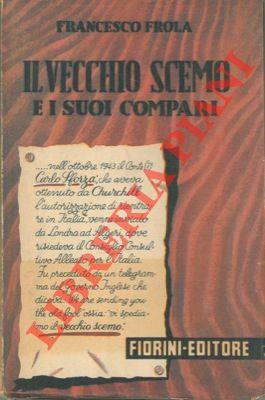 FRANCESCO FROLA
IL VECCHIO SCEMO
E I SUOI COMPARI
.....nell'ottobre 1943 il Conte(?)
Carlo Sforza, che aveva
ottenuto da Churchill
l'autorizzazione di rientra-
re in Italia, venne inviato
da Londra ad Algeri, dove
risiedeva il Consiglio Consul-
tivo Alleato per l'Italia.
Fu preceduto da un telegram-
ma del Governo Inglese che
diceva: We are sending you
the old fool, ossia: vi spedia-
mo il vecchio scemo.
FIORINI-EDITORE
LIBRERIA PIANI